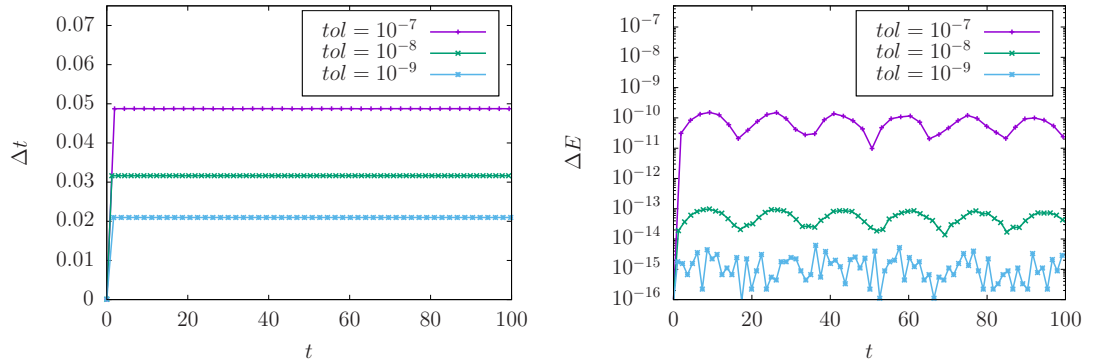 0.07
0.06
0.05
0.04
0.03
0.02
0.01
0
0 20 40 60 80 100
Δt
t
tol = 10⁻⁷
tol = 10⁻⁸
tol = 10⁻⁹
10⁻⁷
10⁻⁸
10⁻⁹
10⁻¹⁰
10⁻¹¹
10⁻¹²
10⁻¹³
10⁻¹⁴
10⁻¹⁵
10⁻¹⁶
0 20 40 60 80 100
ΔE
t
tol = 10⁻⁷
tol = 10⁻⁸
tol = 10⁻⁹